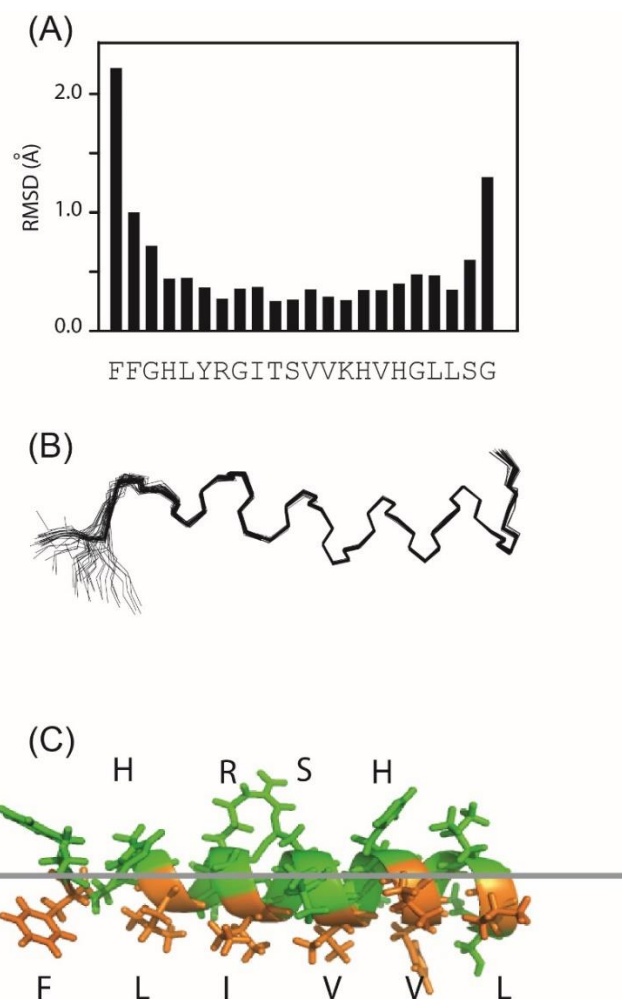 (A)
2.0
1.0
0.0
RMSD (Å)
FFGHLYRGITSVVKHVHGLLSG
(B)
(C)
H R S H
F L I V V L